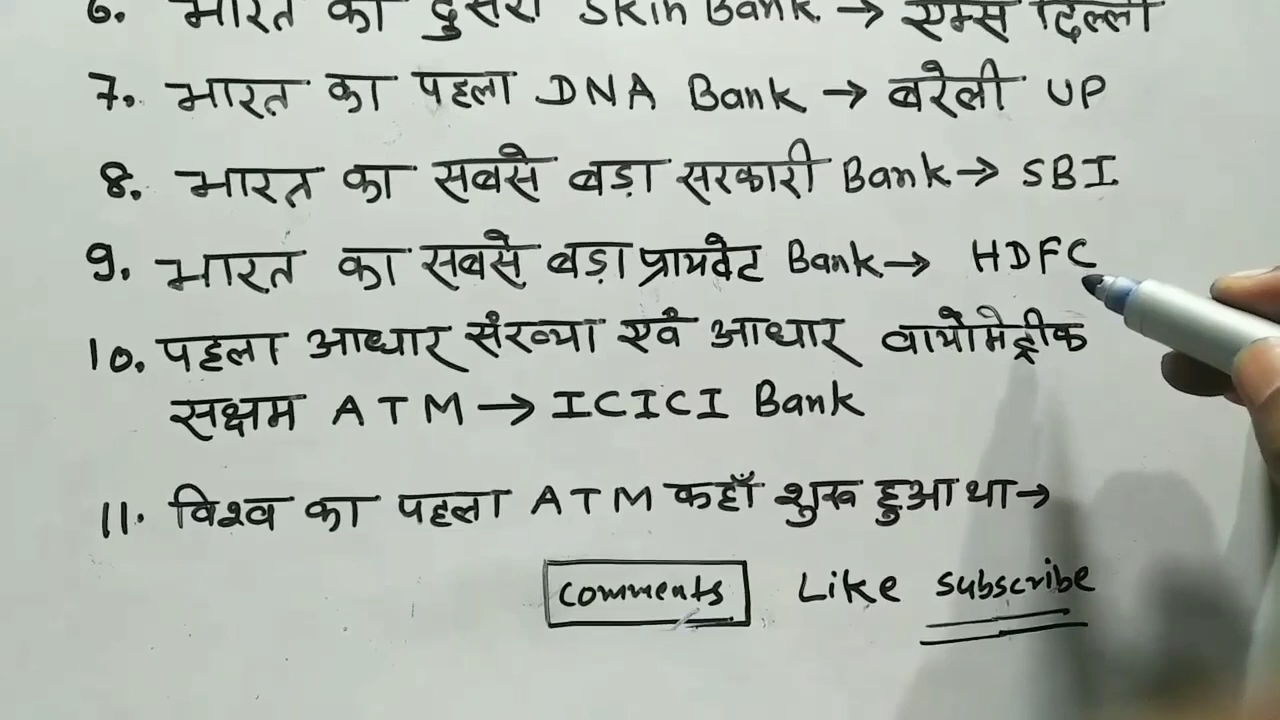 6. भारत का दुसरा Skin Bank → एम्स दिल्ली
7. भारत का पहला DNA Bank → बरेली UP
8. भारत का सबसे बड़ा सरकारी Bank → SBI
9. भारत का सबसे बड़ा प्रायवेट Bank → HDFC
10. पहला आधार संख्या एवं आधार वायोमेट्रीक
सक्षम ATM → ICICI Bank
11. विश्व का पहला ATM कहाँ शुरू हुआ था →
Comments Like Subscribe